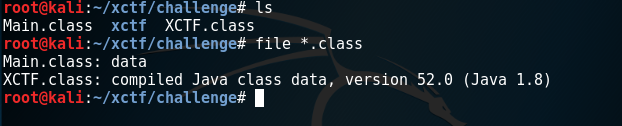 root@kali:~/xctf/challenge# ls
Main.class  xctf  XCTF.class
root@kali:~/xctf/challenge# file *.class
Main.class: data
XCTF.class: compiled Java class data, version 52.0 (Java 1.8)
root@kali:~/xctf/challenge#